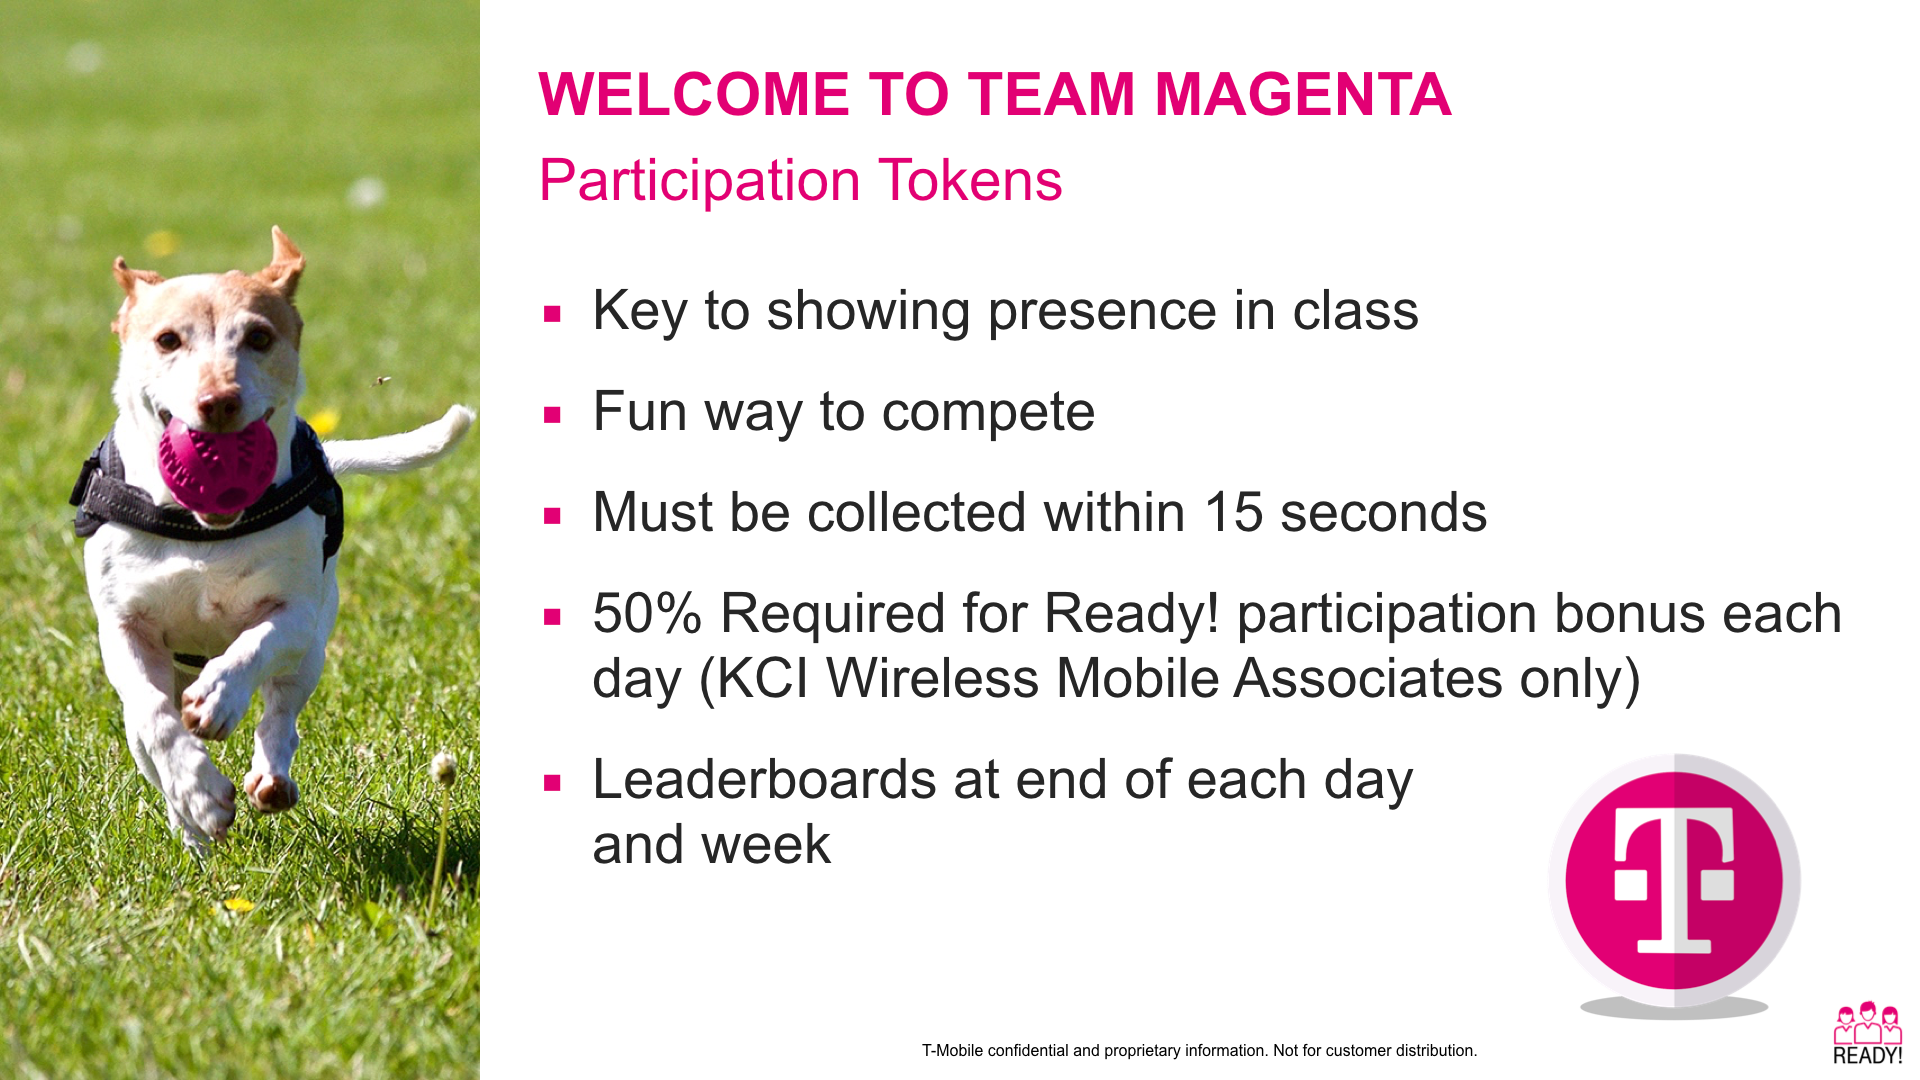 WELCOME TO TEAM MAGENTA
Participation Tokens
Key to showing presence in class
Fun way to compete
Must be collected within 15 seconds
50% Required for Ready! participation bonus each
day (KCI Wireless Mobile Associates only)
Leaderboards at end of each day
and week
T
T-Mobile confidential and proprietary information. Not for customer distribution.
READY!